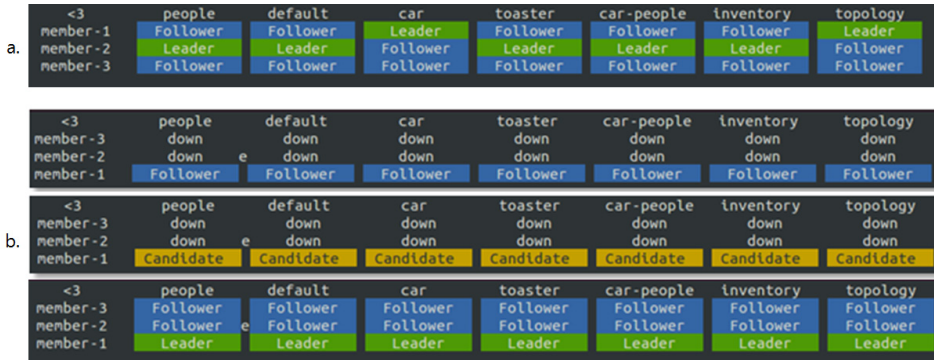 <3 people default car toaster car-people inventory topology
member-1 Follower Follower Leader Follower Follower Follower Leader
a. member-2 Leader Leader Follower Leader Leader Leader Follower
member-3 Follower Follower Follower Follower Follower Follower Follower
<3 people default car toaster car-people inventory topology
member-3 down down down down down down down
member-2 down e down down down down down down
member-1 Follower Follower Follower Follower Follower Follower Follower
<3 people default car toaster car-people inventory topology
member-3 down down down down down down down
b. member-2 down e down down down down down down
member-1 Candidate Candidate Candidate Candidate Candidate Candidate Candidate
<3 people default car toaster car-people inventory topology
member-3 Follower Follower Follower Follower Follower Follower Follower
member-2 Follower e Follower Follower Follower Follower Follower Follower
member-1 Leader Leader Leader Leader Leader Leader Leader